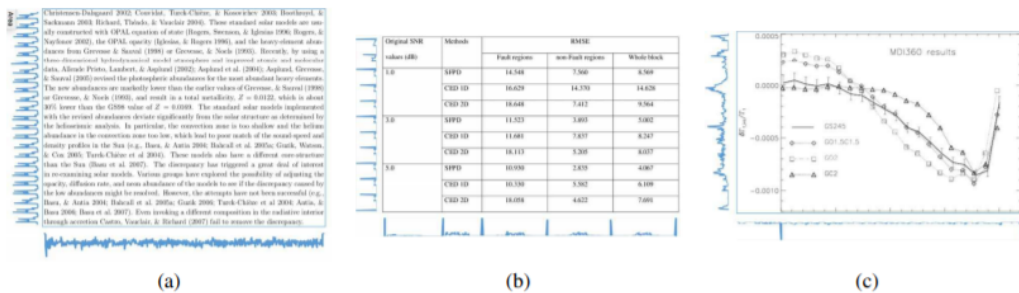 Christensen-Dalsgaard 2002; Couvidat, Turck-Chièze, & Kosovichev 2003; Boothroyd, &
Sackmann 2003; Richard, Théado, & Vauclair 2004). These standard solar models are usu-
ally constructed with OPAL equation of state (Rogers, Swenson, & Iglesias 1996; Rogers, &
Nayfonov 2002), the OPAL opacity (Iglesias, & Rogers 1996), and the heavy-element abun-
dances from Grevesse & Sauval (1998) or Grevesse, & Noels (1993). Recently, by using a
three-dimensional hydrodynamical model atmosphere and improved atomic and molecular
data, Allende Prieto, Lambert, & Asplund (2002); Asplund et al. (2004); Asplund, Grevesse,
& Sauval (2005) revised the photospheric abundances for the most abundant heavy elements.
The new abundances are markedly lower than the earlier values of Grevesse, & Sauval (1998)
or Grevesse, & Noels (1993), and result in a total metallicity, Z = 0.0122, which is about
30% lower than the GS98 value of Z = 0.0169. The standard solar models implemented
with the revised abundances deviate significantly from the solar structure as determined by
the helioseismic analysis. In particular, the convection zone is too shallow and the helium
abundance in the convection zone too low, which lead to poor match of the sound-speed and
density profiles in the Sun (e.g., Basu, & Antia 2004; Bahcall et al. 2005a; Guzik, Watson,
& Cox 2005; Turck-Chièze et al 2004). These models also have a different core-structure
than the Sun (Basu et al. 2007). The discrepancy has triggered a great deal of interest
in re-examining solar models. Various groups have explored the possibility of adjusting the
opacity, diffusion rate, and neon abundance of the models to see if the discrepancy caused by
the low abundances might be resolved. However, the attempts have not been successful (e.g.,
Basu, & Antia 2004; Bahcall et al. 2005a; Guzik 2006; Turck-Chièze et al 2004; Antia, &
Basu 2006; Basu et al. 2007). Even invoking a different composition in the radiative interior
through accretion Castro, Vauclair, & Richard (2007) fail to remove the discrepancy.
(a)
Original SNR values (dB) Methods RMSE
Fault regions non-Fault regions Whole block
1.0 SPPD 14.548 7.360 8.569
CED 1D 16.629 14.370 14.628
CED 2D 18.648 7.412 9.564
3.0 SPPD 11.523 3.893 5.002
CED 1D 11.681 7.837 8.247
CED 2D 18.113 5.205 8.037
5.0 SPPD 10.936 2.835 4.067
CED 1D 10.330 5.582 6.109
CED 2D 18.058 4.622 7.691
(b)
0.0005
MDI360 results
0.0000
-0.0005
-0.0010
GS245
GO1.5C1.5
GO2
GC2
(c)